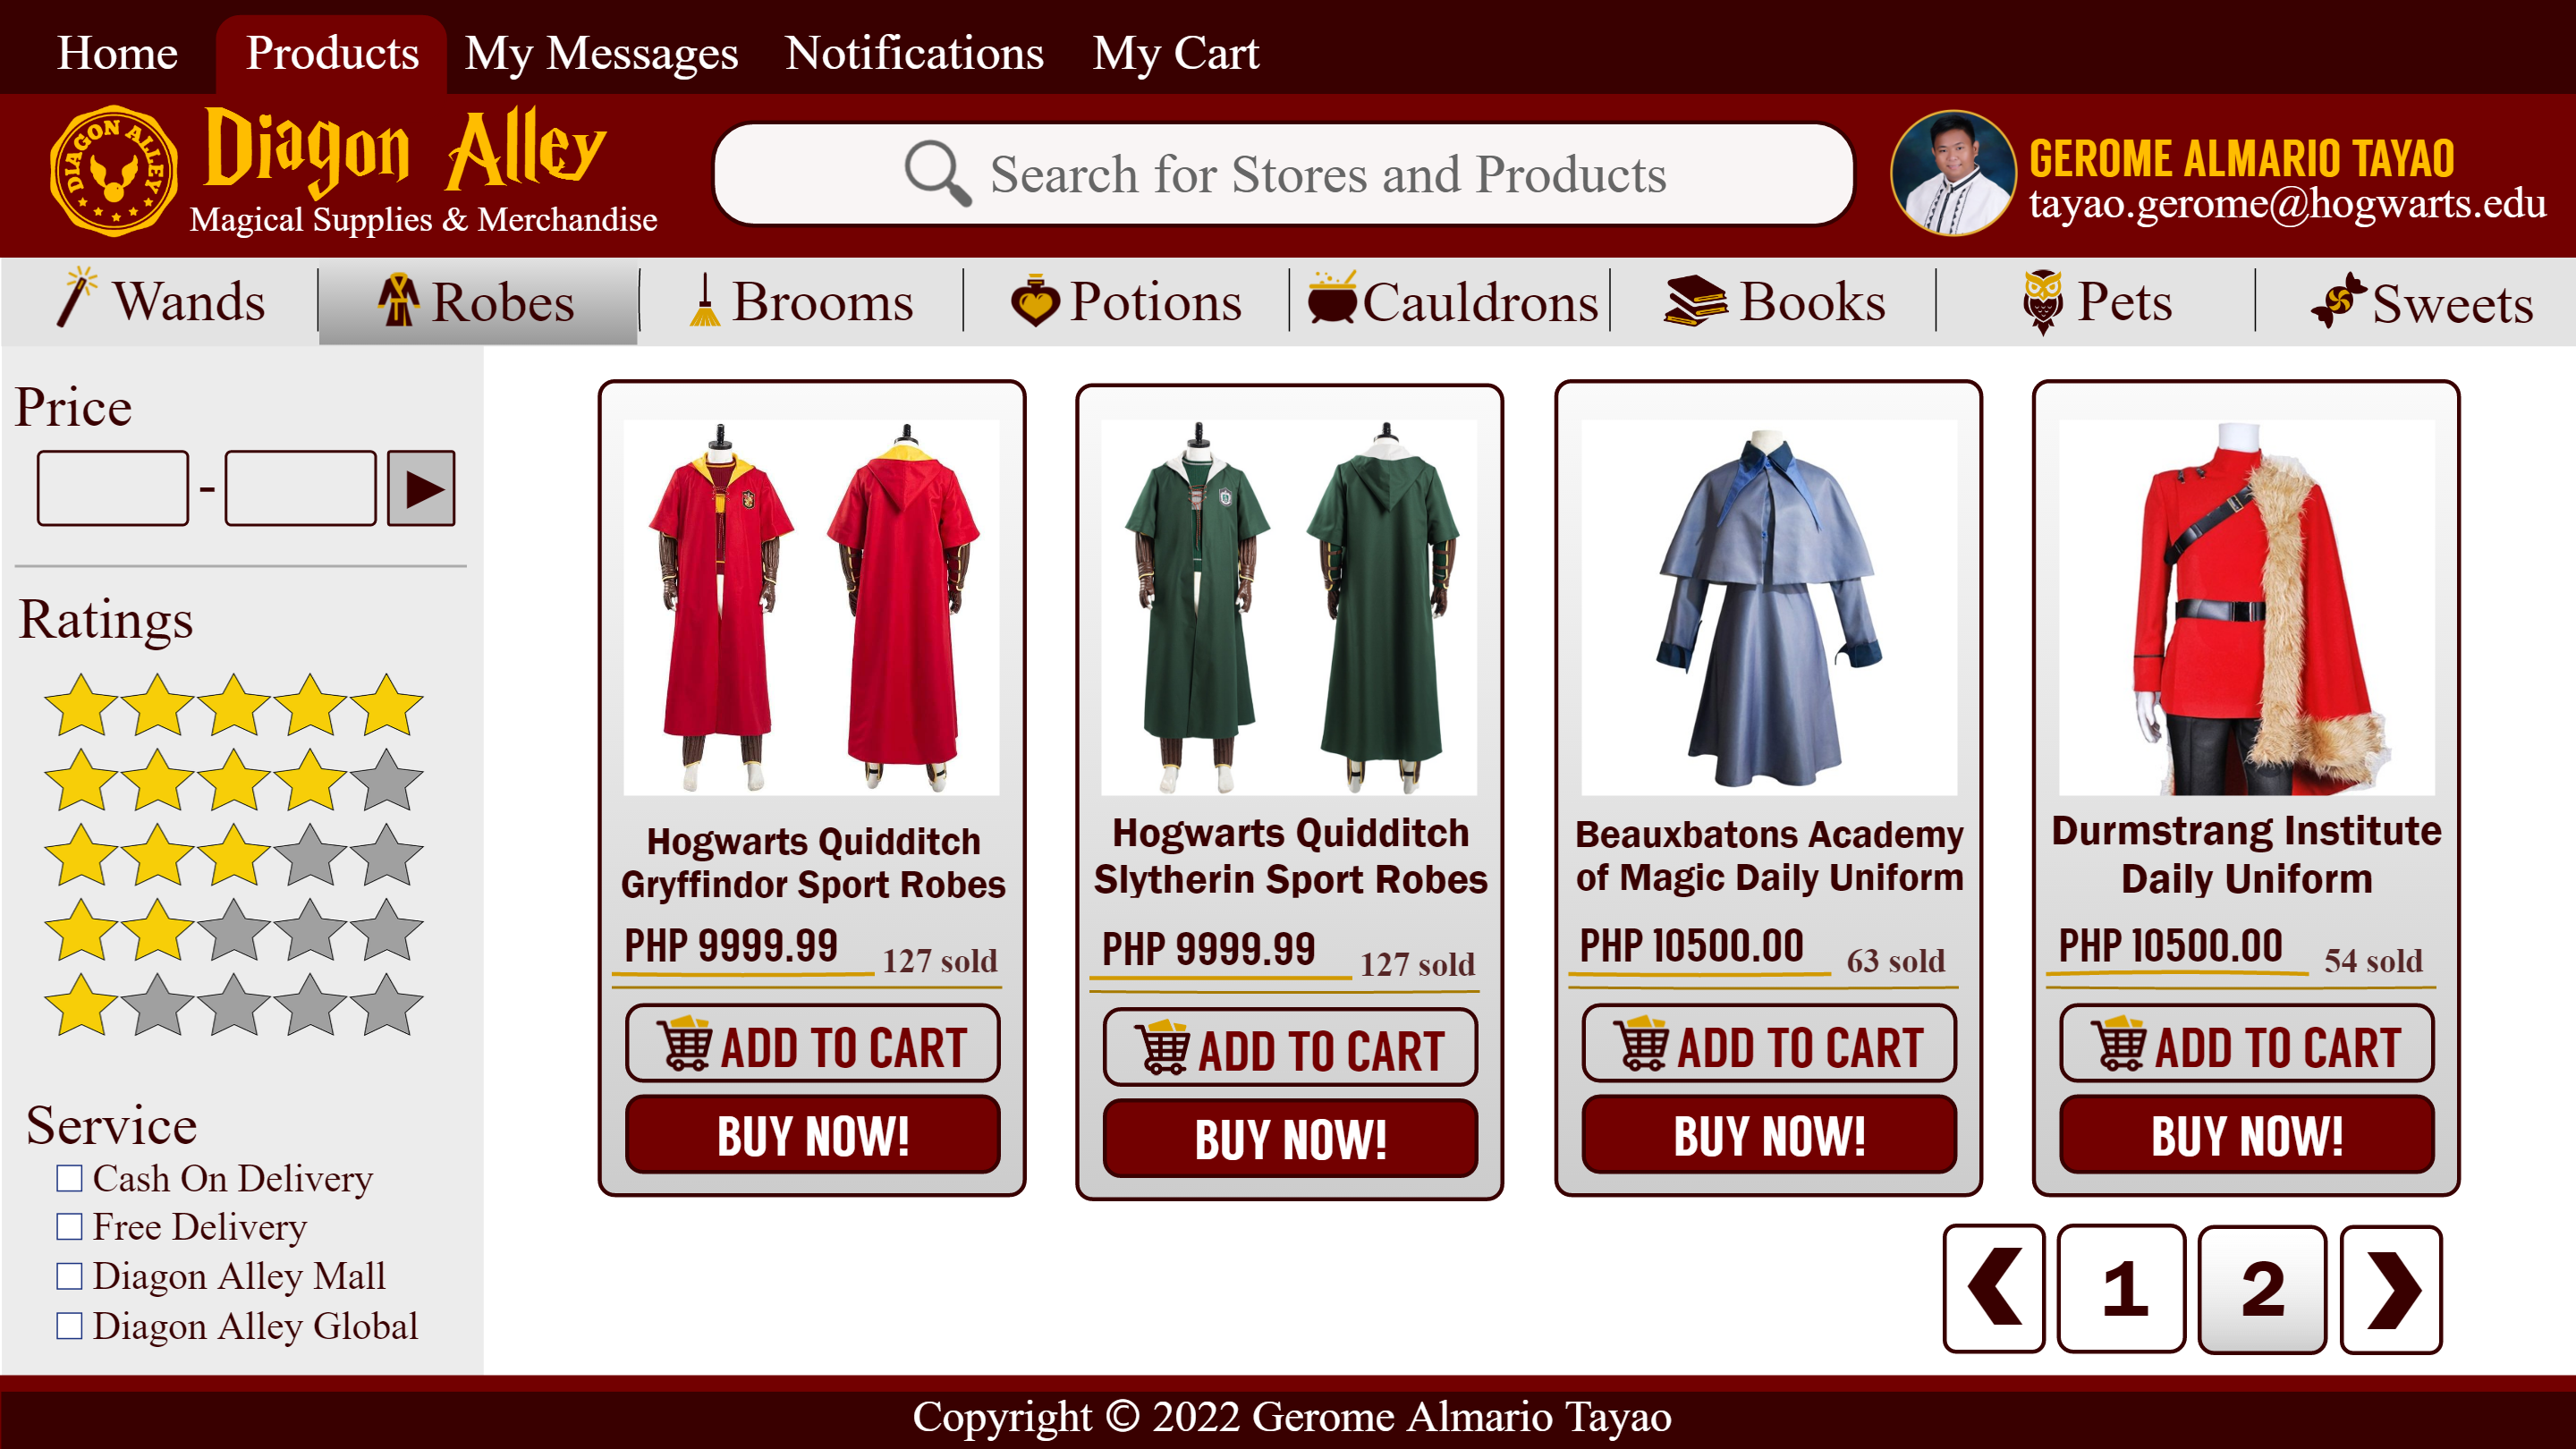 Home
Products
My Messages
Notifications
My Cart
DIAGON ALLEY
Diagon Alley
Magical Supplies & Merchandise
Search for Stores and Products
GEROME ALMARIO TAYAO
tayao.gerome@hogwarts.edu
Wands
Robes
Brooms
Potions
Cauldrons
Books
Pets
Sweets
Price
-
Ratings
Service
Cash On Delivery
Free Delivery
Diagon Alley Mall
Diagon Alley Global
Hogwarts Quidditch
Gryffindor Sport Robes
PHP 9999.99
127 sold
ADD TO CART
BUY NOW!
Hogwarts Quidditch
Slytherin Sport Robes
PHP 9999.99
127 sold
ADD TO CART
BUY NOW!
Beauxbatons Academy
of Magic Daily Uniform
PHP 10500.00
63 sold
ADD TO CART
BUY NOW!
Durmstrang Institute
Daily Uniform
PHP 10500.00
54 sold
ADD TO CART
BUY NOW!
1
2
Copyright © 2022 Gerome Almario Tayao